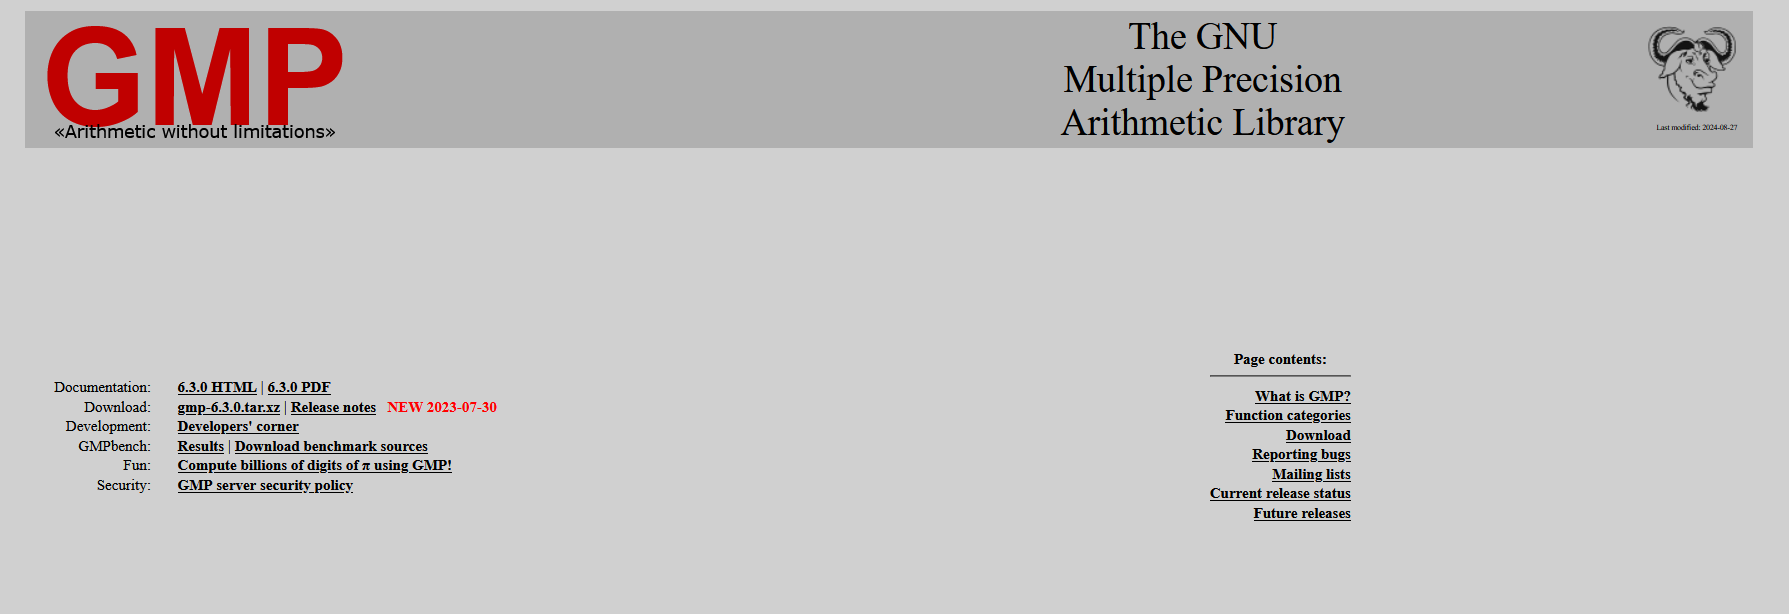 GMP
«Arithmetic without limitations»
The GNU
Multiple Precision
Arithmetic Library
Last modified: 2024-08-27
Documentation: 6.3.0 HTML | 6.3.0 PDF
Download: gmp-6.3.0.tar.xz | Release notes NEW 2023-07-30
Development: Developers' corner
GMPbench: Results | Download benchmark sources
Fun: Compute billions of digits of π using GMP!
Security: GMP server security policy
Page contents:
What is GMP?
Function categories
Download
Reporting bugs
Mailing lists
Current release status
Future releases